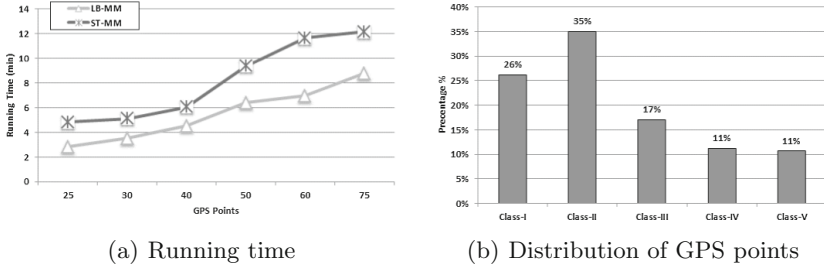 14
12
10
8
6
4
2
0
Running Time (min)
LB-MM
ST-MM
25 30 40 50 60 75
GPS Points
(a) Running time
40%
35%
30%
25%
20%
15%
10%
5%
0%
Precentage %
26%
35%
17%
11%
11%
Class-I Class-II Class-III Class-IV Class-V
(b) Distribution of GPS points